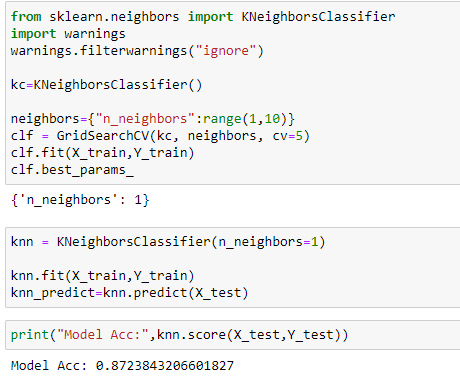 from sklearn.neighbors import KNeighborsClassifier
import warnings
warnings.filterwarnings("ignore")
kc=KNeighborsClassifier()
neighbors={"n_neighbors":range(1,10)}
clf = GridSearchCV(kc, neighbors, cv=5)
clf.fit(X_train,Y_train)
clf.best_params_
{'n_neighbors': 1}
knn = KNeighborsClassifier(n_neighbors=1)
knn.fit(X_train,Y_train)
knn_predict=knn.predict(X_test)
print("Model Acc:",knn.score(X_test,Y_test))
Model Acc: 0.8723843206601827